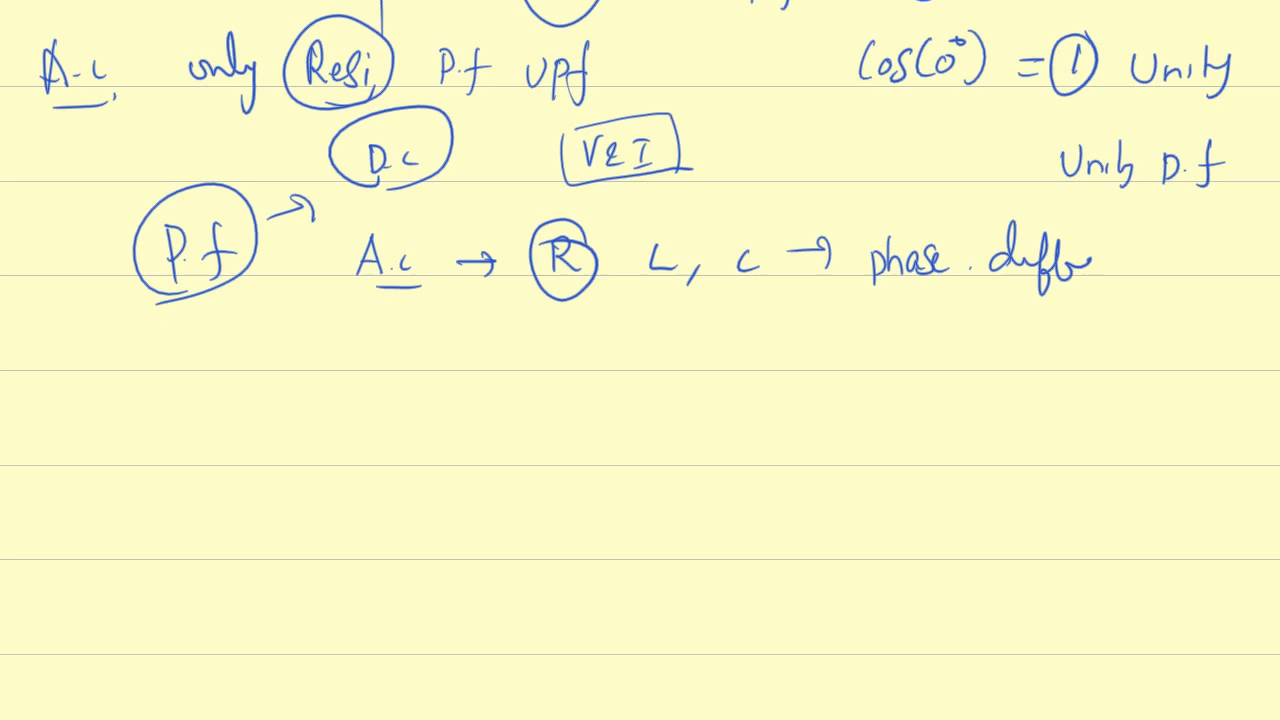 A.c, only Resi, P.f upf cos(0°) = 1 Unity
D.c V & I Unity p.f
P.f → A.c → R L, c → phase. diffe